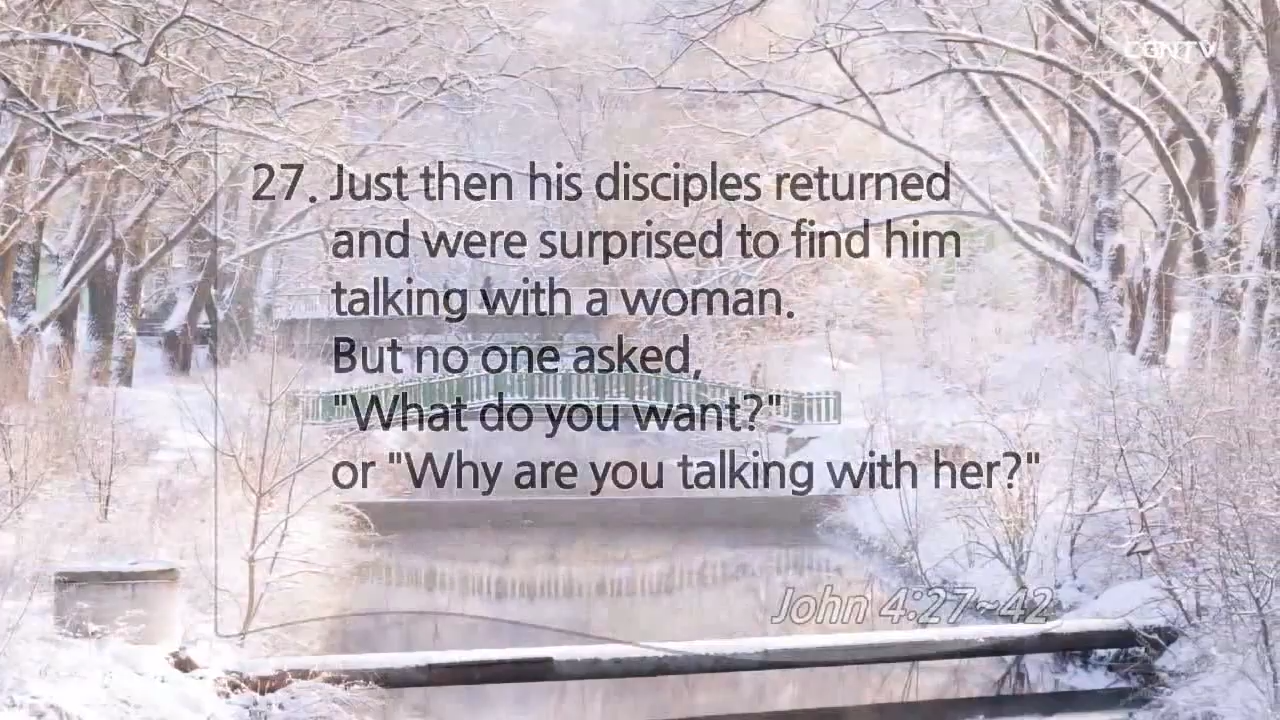 CGNTV
27. Just then his disciples returned
and were surprised to find him
talking with a woman.
But no one asked,
"What do you want?"
or "Why are you talking with her?"
John 4:27~42